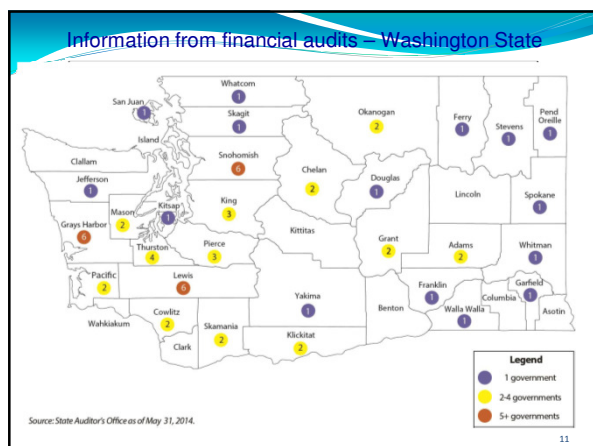 Information from financial audits – Washington State
Whatcom
1
San Juan
1
Skagit
1
Okanogan
2
Ferry
1
Stevens
1
Pend
Oreille
1
Island
Clallam
Snohomish
6
Chelan
2
Douglas
1
Jefferson
1
Lincoln
Spokane
1
King
3
Mason
2
Kitsap
1
Grays Harbor
6
Kittitas
Grant
2
Adams
2
Whitman
1
Thurston
4
Pierce
3
Pacific
2
Lewis
6
Yakima
1
Franklin
1
Garfield
1
Columbia
Benton
Walla Walla
1
Asotin
Cowlitz
2
Wahkiakum
Skamania
2
Klickitat
2
Clark
Legend
1 government
2-4 governments
5+ governments
Source: State Auditor's Office as of May 31, 2014.
11